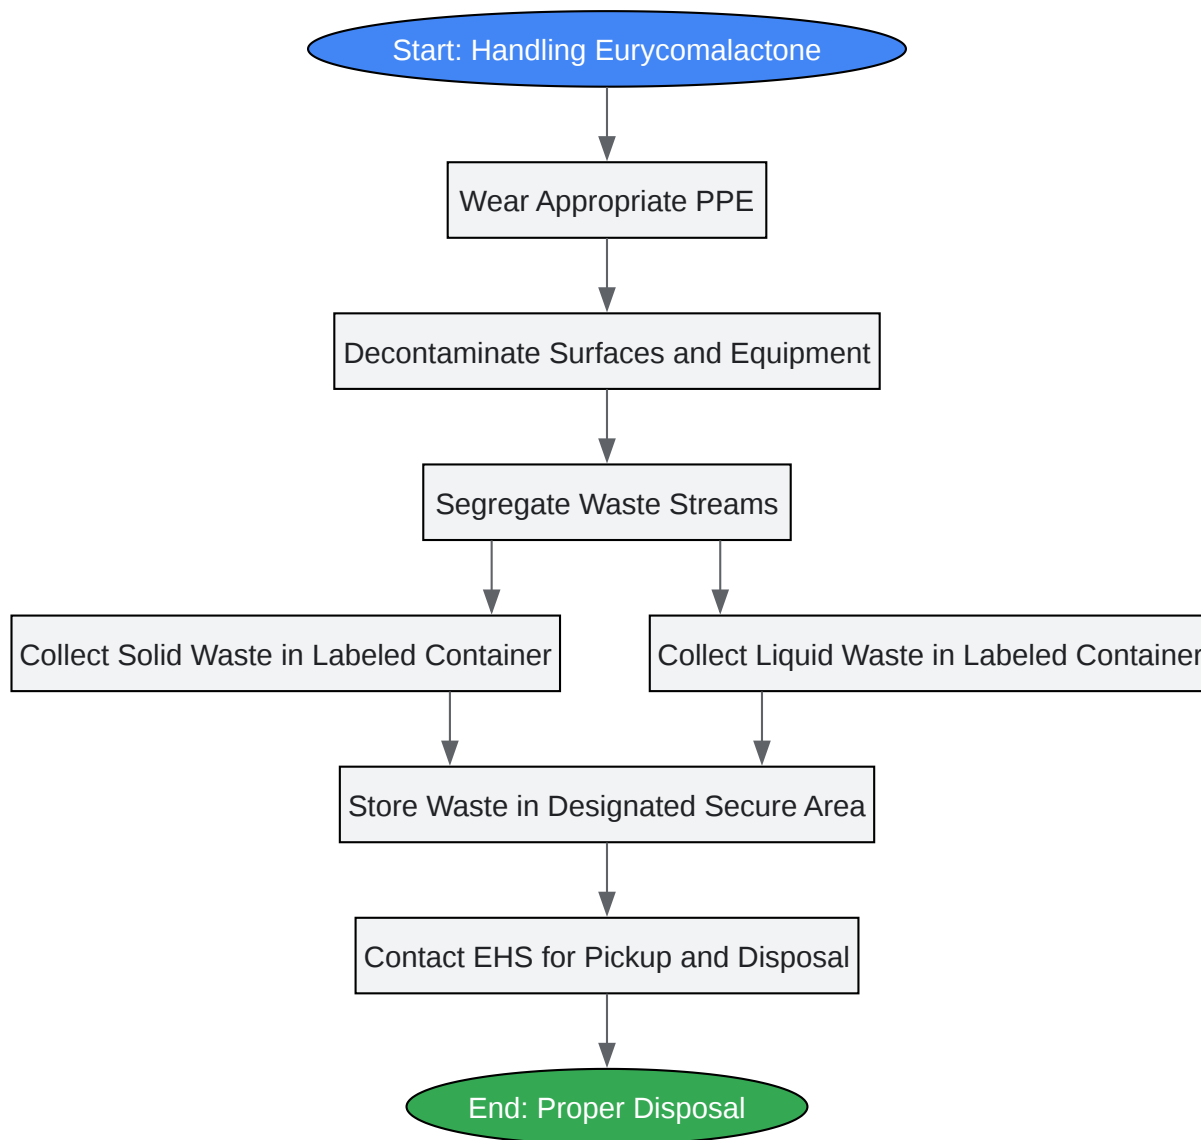 Start: Handling Eurycomalactone
Wear Appropriate PPE
Decontaminate Surfaces and Equipment
Segregate Waste Streams
Collect Solid Waste in Labeled Container
Collect Liquid Waste in Labeled Container
Store Waste in Designated Secure Area
Contact EHS for Pickup and Disposal
End: Proper Disposal